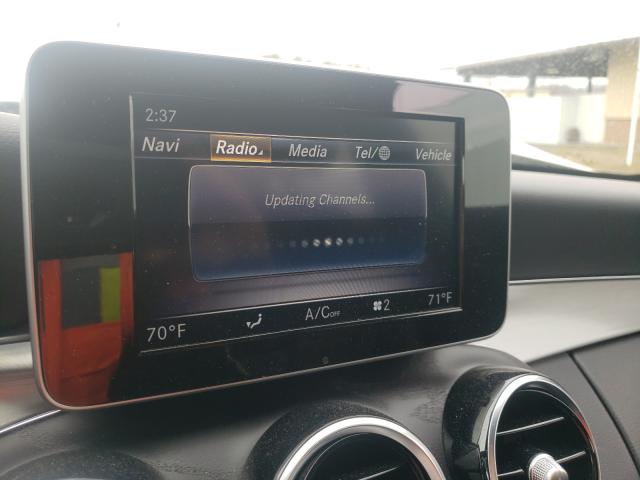 2:37
Navi Radio Media Tel/ Vehicle
Updating Channels...
70°F A/C OFF 2 71°F